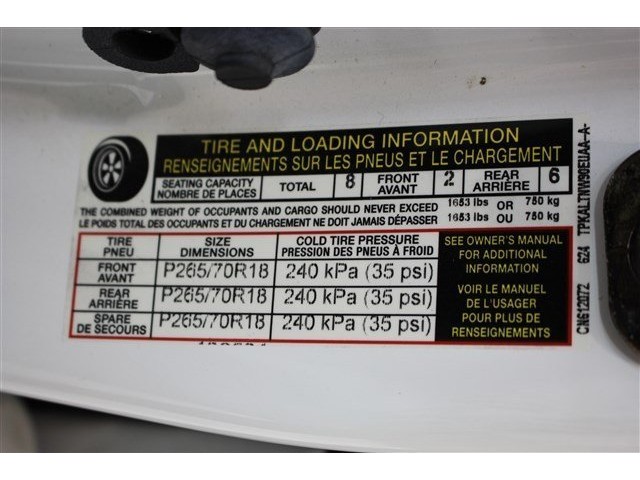 TIRE AND LOADING INFORMATION
RENSEIGNEMENTS SUR LES PNEUS ET LE CHARGEMENT
SEATING CAPACITY
NOMBRE DE PLACES
TOTAL 8
FRONT
AVANT
2
REAR
ARRIÈRE
6
THE COMBINED WEIGHT OF OCCUPANTS AND CARGO SHOULD NEVER EXCEED 1653 lbs OR 750 kg
LE POIDS TOTAL DES OCCUPANTS ET DU CHARGEMENT NE DOIT JAMAIS DÉPASSER 1653 lbs OU 750 kg
TIRE
PNEU
SIZE
DIMENSIONS
COLD TIRE PRESSURE
PRESSION DES PNEUS À FROID
FRONT
AVANT
P265/70R18 240 kPa (35 psi)
REAR
ARRIÈRE
P265/70R18 240 kPa (35 psi)
SPARE
DE SECOURS
P265/70R18 240 kPa (35 psi)
SEE OWNER'S MANUAL
FOR ADDITIONAL
INFORMATION
VOIR LE MANUEL
DE L'USAGER
POUR PLUS DE
RENSEIGNEMENTS
CN612072 624